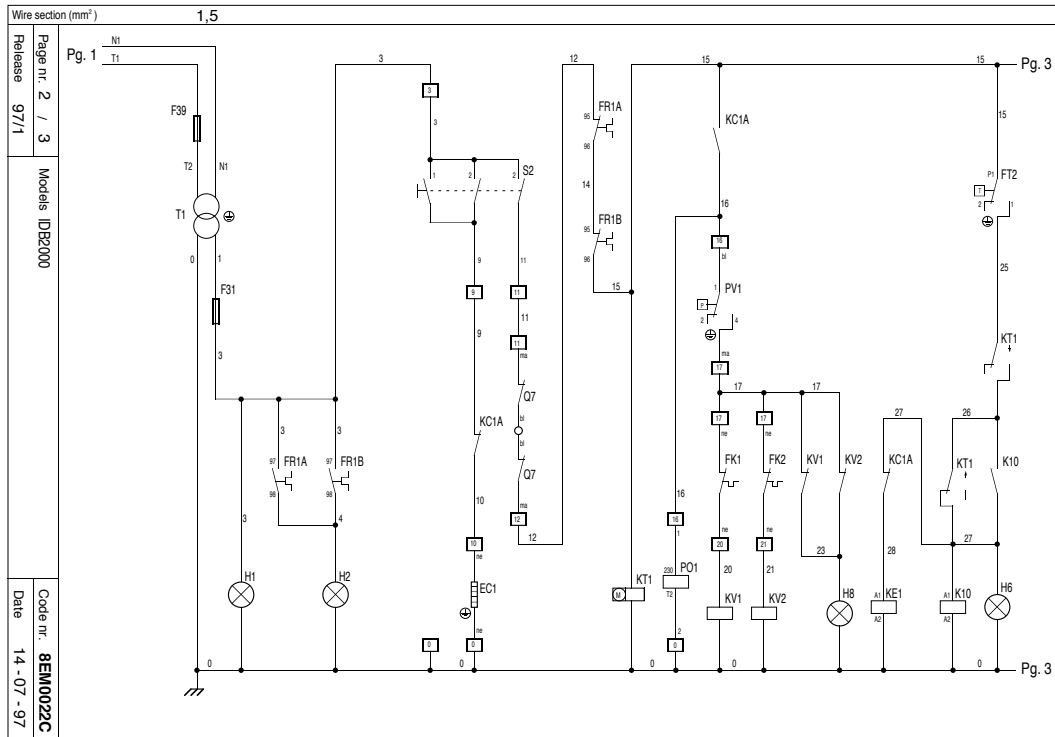 Wire section (mm² )
1,5
Release 97/1
Page nr. 2 / 3
Models IDB2000
Date 14 - 07 - 97
Code nr. 8EM0022C
Pg. 1
N1
T1
F39
T2
N1
T1
0
1
F31
3
3
3
3
3
97
98
FR1A
97
98
FR1B
4
H1
H2
0
3
3
3
1
2
2
S2
9
11
9
11
9
11
11
ma
Q7
bl
bl
Q7
ma
12
12
KC1A
10
10
ne
EC1
ne
0
0
0
12
95
96
FR1A
14
95
96
FR1B
15
M
KT1
0
15
KC1A
16
16
bl
1
P
2
4
PV1
ma
17
16
16
1
230
PO1
T2
2
0
17
17
17
17
ne
ne
FK1
FK2
KV1
KV2
ne
ne
20
21
20
21
23
KV1
KV2
H8
0
15
Pg. 3
15
P1
FT2
T
2
1
25
KT1
27
26
KC1A
KT1
K10
27
28
A1
KE1
A2
A1
K10
A2
H6
0
Pg. 3